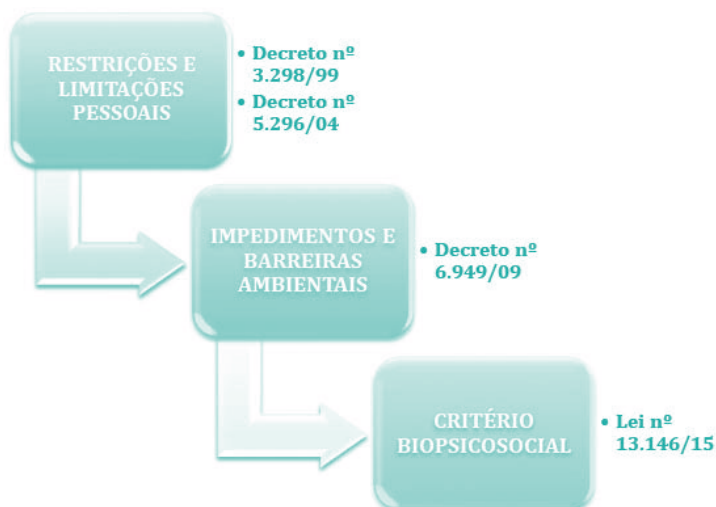 RESTRIÇÕES E
LIMITAÇÕES
PESSOAIS
• Decreto nº
3.298/99
• Decreto nº
5.296/04
IMPEDIMENTOS E
BARREIRAS
AMBIENTAIS
• Decreto nº
6.949/09
CRITÉRIO
BIOPSICOSOCIAL
• Lei nº
13.146/15